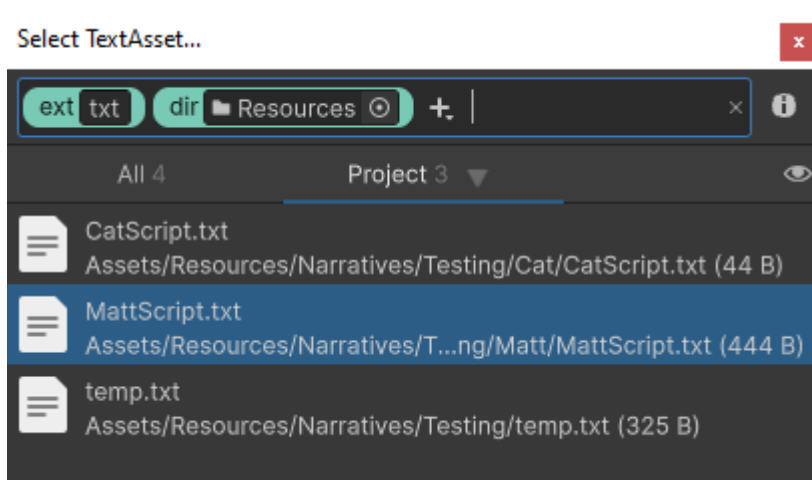 Select TextAsset...
x
ext txt dir Resources + ×
All 4 Project 3
CatScript.txt
Assets/Resources/Narratives/Testing/Cat/CatScript.txt (44 B)
MattScript.txt
Assets/Resources/Narratives/T...ng/Matt/MattScript.txt (444 B)
temp.txt
Assets/Resources/Narratives/Testing/temp.txt (325 B)